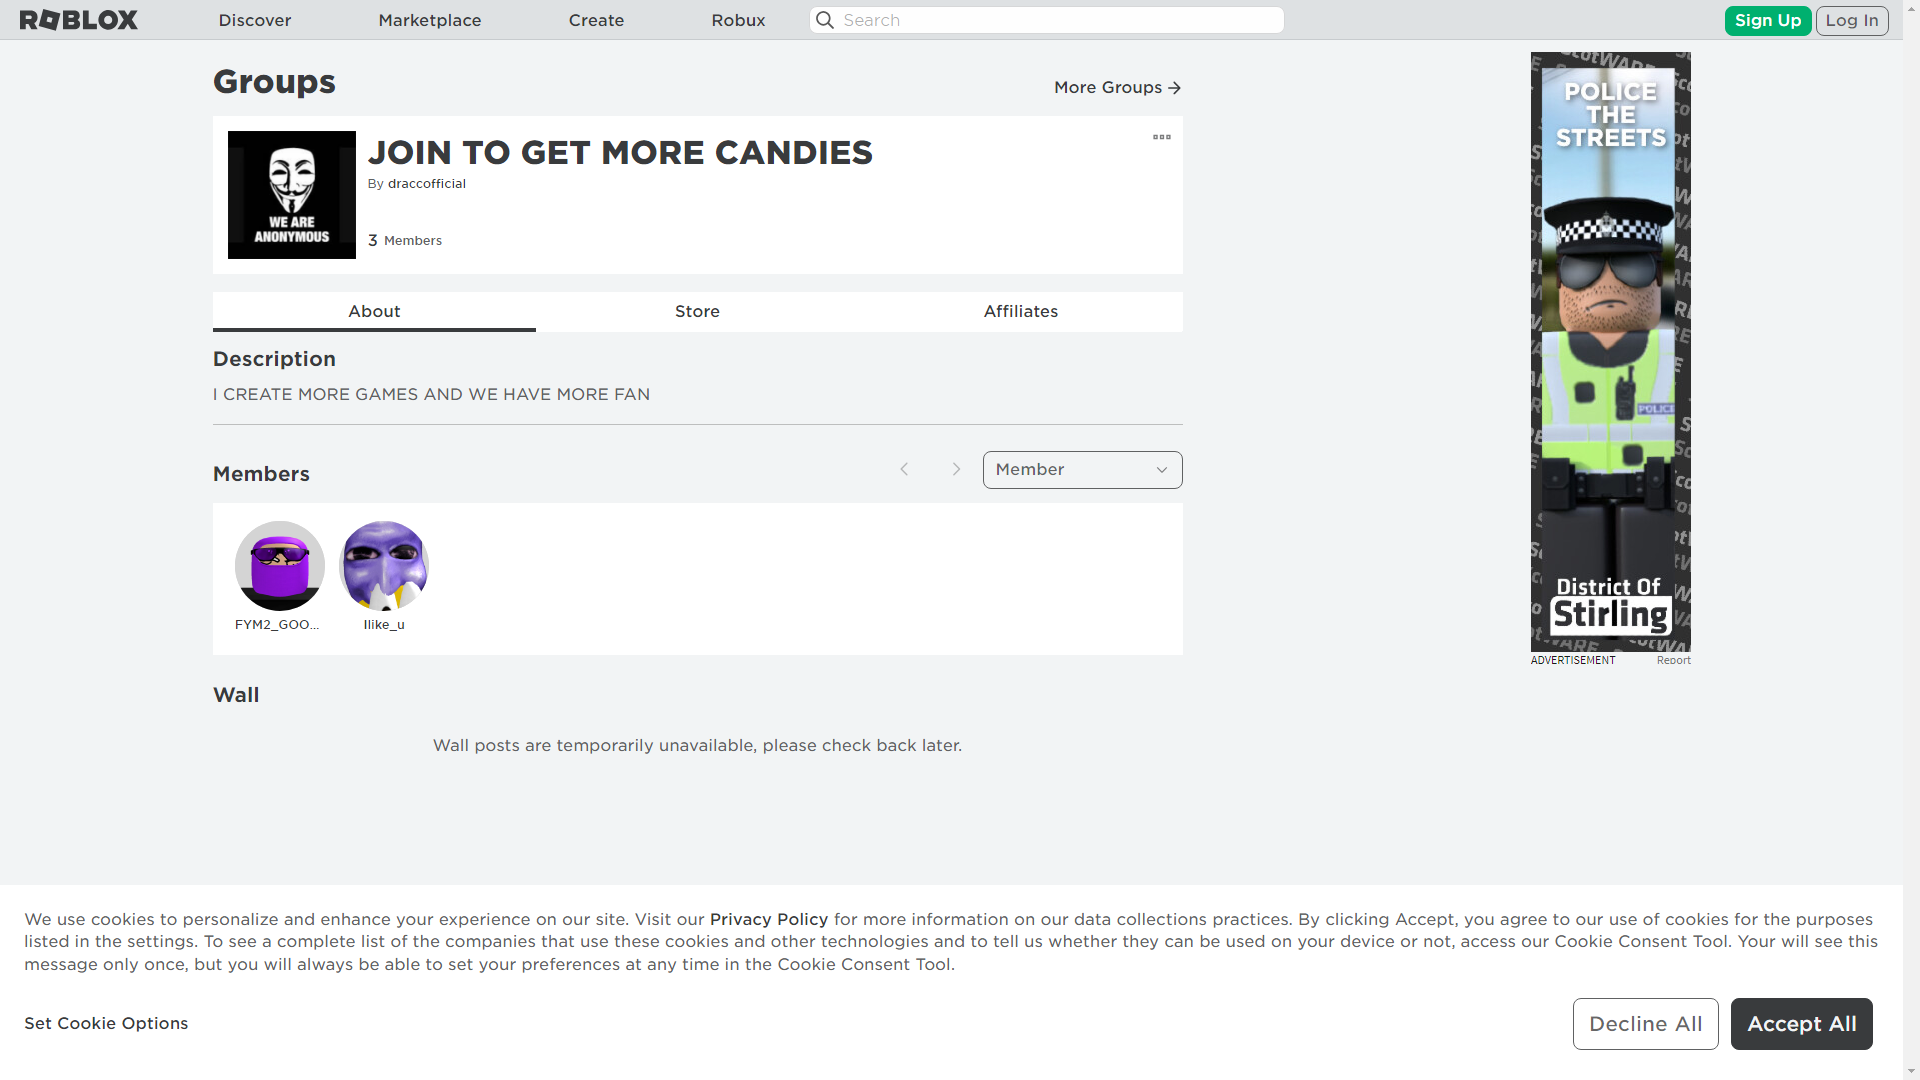 ROBLOX
Discover
Marketplace
Create
Robux
Search
Sign Up
Log In
Groups
More Groups
WE ARE
ANONYMOUS
JOIN TO GET MORE CANDIES
By draccofficial
3 Members
About
Store
Affiliates
Description
I CREATE MORE GAMES AND WE HAVE MORE FAN
Members
Member
FYM2_GOO...
Ilike_u
Wall
Wall posts are temporarily unavailable, please check back later.
POLICE
THE
STREETS
POLICE
District Of
Stirling
ADVERTISEMENT
Report
We use cookies to personalize and enhance your experience on our site. Visit our Privacy Policy for more information on our data collections practices. By clicking Accept, you agree to our use of cookies for the purposes
listed in the settings. To see a complete list of the companies that use these cookies and other technologies and to tell us whether they can be used on your device or not, access our Cookie Consent Tool. Your will see this
message only once, but you will always be able to set your preferences at any time in the Cookie Consent Tool.
Set Cookie Options
Decline All
Accept All